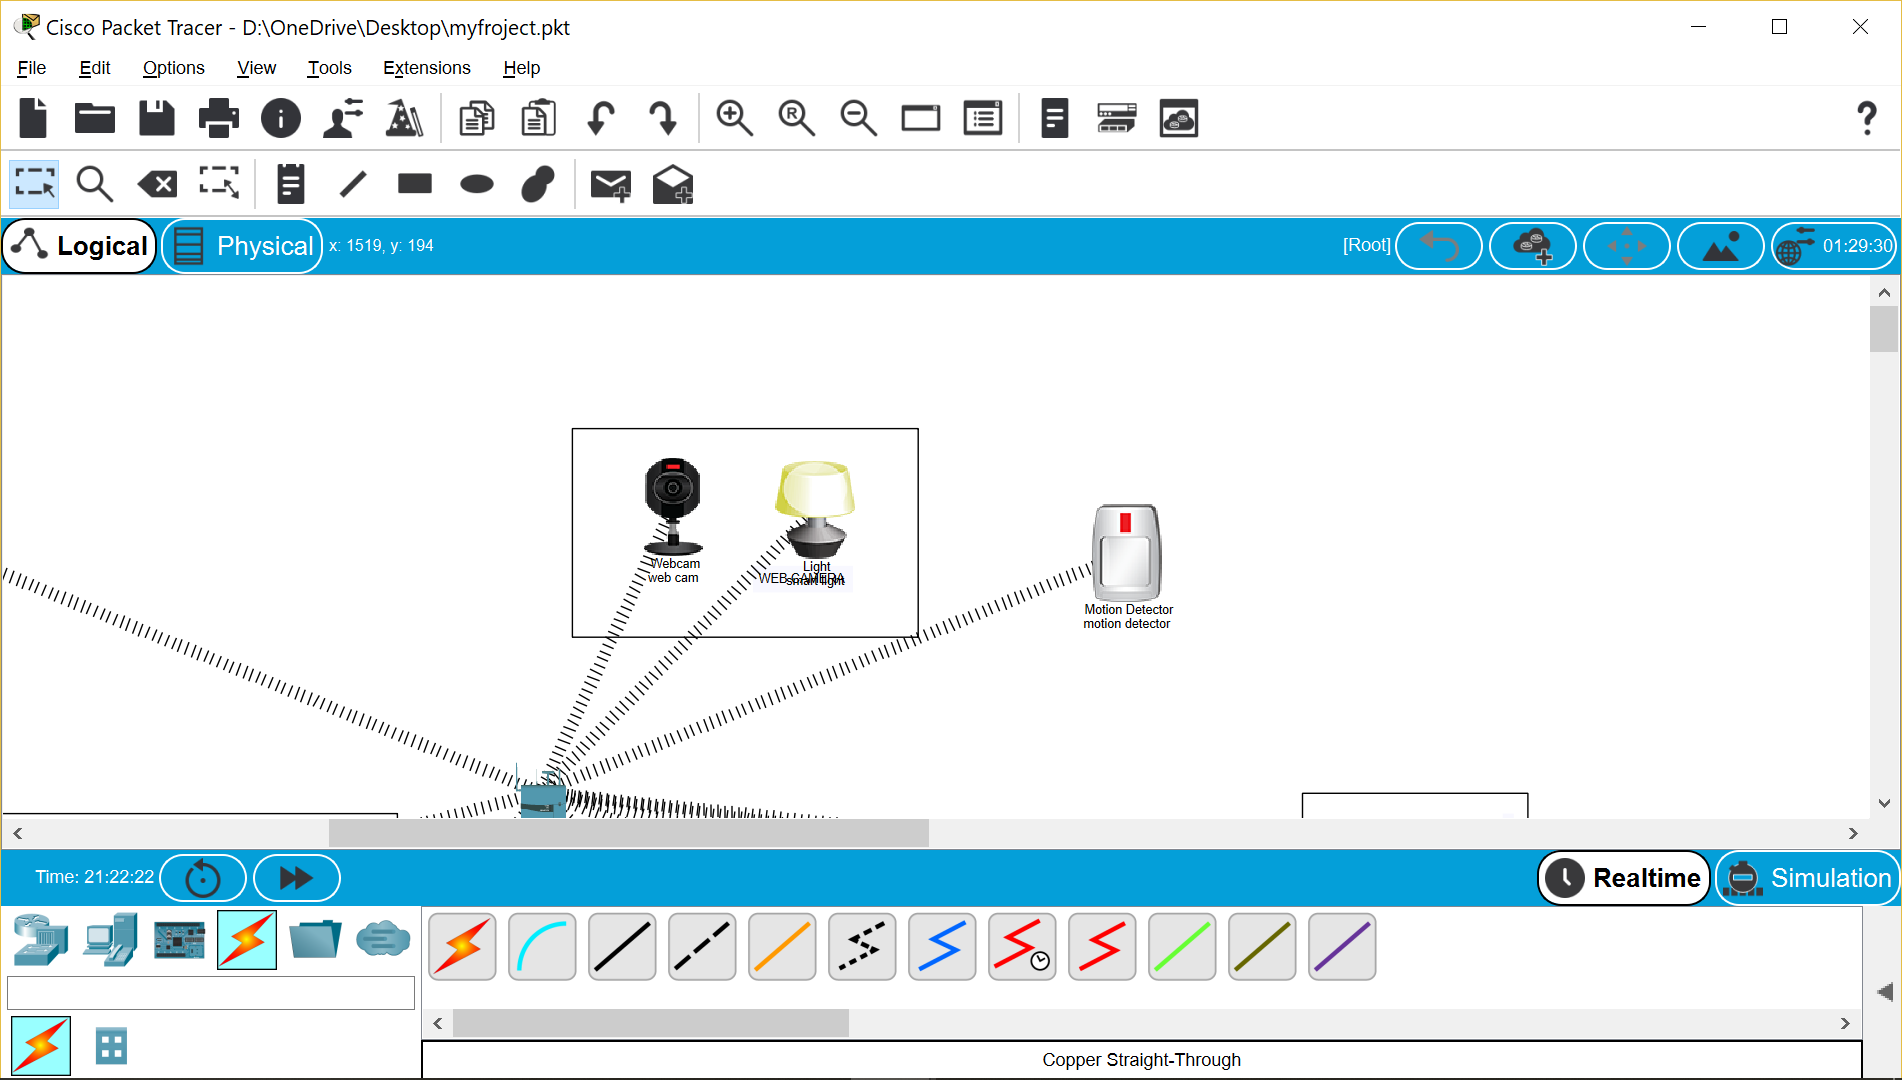 Cisco Packet Tracer - D:\OneDrive\Desktop\myfroject.pkt
File Edit Options View Tools Extensions Help
Logical Physical x: 1519, y: 194 [Root] 01:29:30
Webcam
web cam
Light
smart light
WEB CAMERA
Motion Detector
motion detector
Time: 21:22:22 Realtime Simulation
Copper Straight-Through